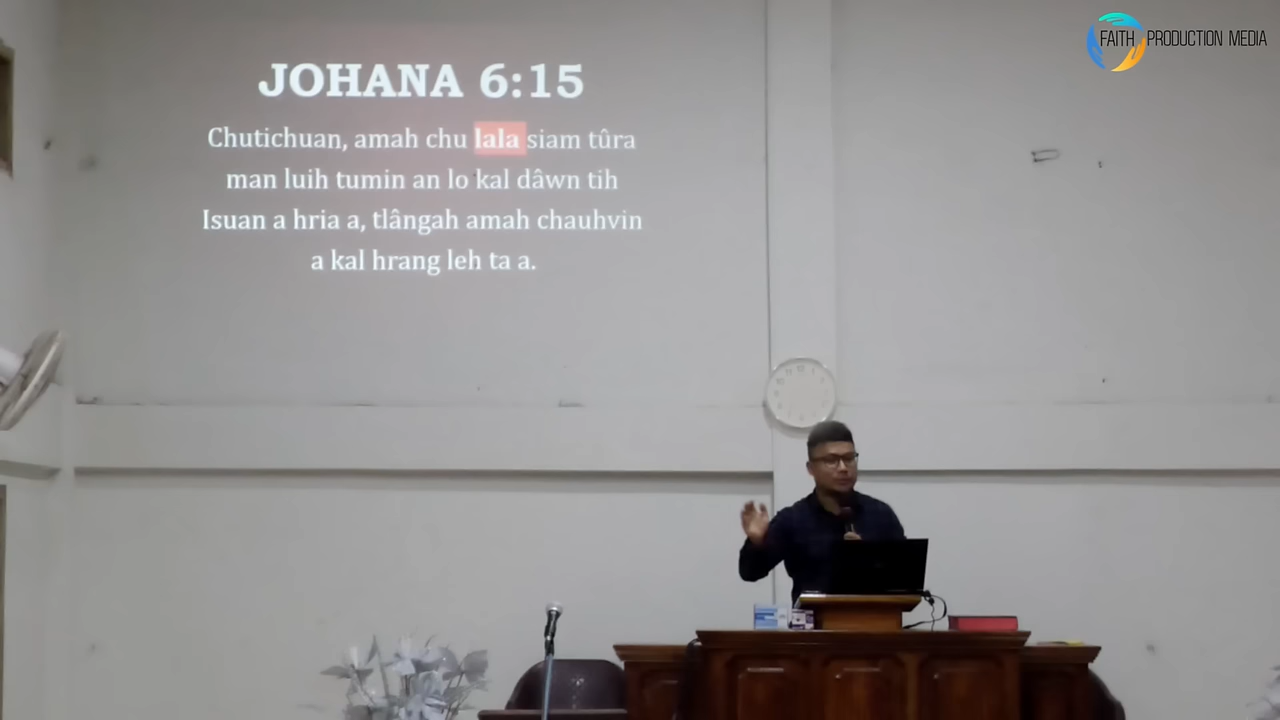 FAITH PRODUCTION MEDIA
JOHANA 6:15
Chutichuan, amah chu lala siam tûra
man luih tumin an lo kal dâwn tih
Isuan a hria a, tlângah amah chauhvin
a kal hrang leh ta a.